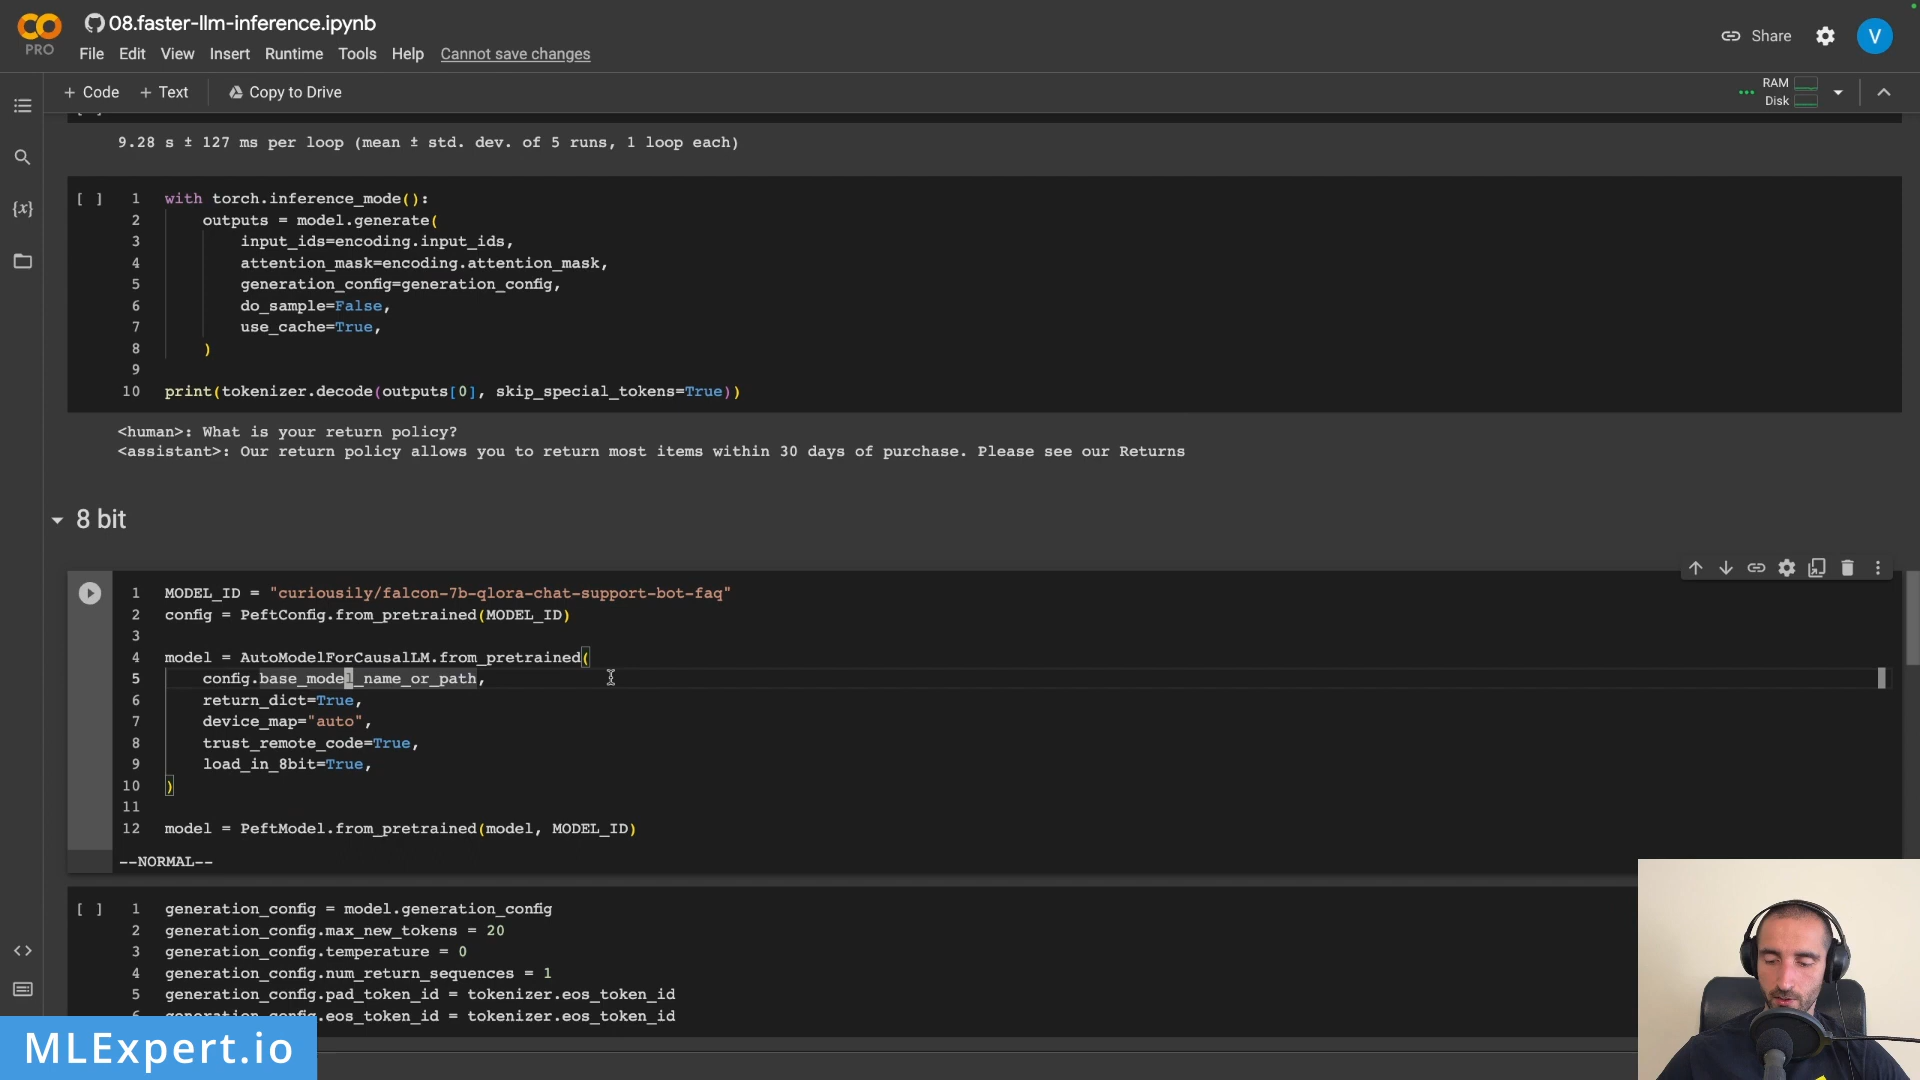 08.faster-llm-inference.ipynb
PRO
File Edit View Insert Runtime Tools Help Cannot save changes
Share
V
+ Code + Text Copy to Drive
RAM
Disk
9.28 s ± 127 ms per loop (mean ± std. dev. of 5 runs, 1 loop each)
[ ] 1 with torch.inference_mode():
2 outputs = model.generate(
3 input_ids=encoding.input_ids,
4 attention_mask=encoding.attention_mask,
5 generation_config=generation_config,
6 do_sample=False,
7 use_cache=True,
8 )
9
10 print(tokenizer.decode(outputs[0], skip_special_tokens=True))
<human>: What is your return policy?
<assistant>: Our return policy allows you to return most items within 30 days of purchase. Please see our Returns
8 bit
1 MODEL_ID = "curiousily/falcon-7b-qlora-chat-support-bot-faq"
2 config = PeftConfig.from_pretrained(MODEL_ID)
3
4 model = AutoModelForCausalLM.from_pretrained(
5 config.base_model_name_or_path,
6 return_dict=True,
7 device_map="auto",
8 trust_remote_code=True,
9 load_in_8bit=True,
10 )
11
12 model = PeftModel.from_pretrained(model, MODEL_ID)
--NORMAL--
[ ] 1 generation_config = model.generation_config
2 generation_config.max_new_tokens = 20
3 generation_config.temperature = 0
4 generation_config.num_return_sequences = 1
5 generation_config.pad_token_id = tokenizer.eos_token_id
6 generation_config.eos_token_id = tokenizer.eos_token_id
MLExpert.io